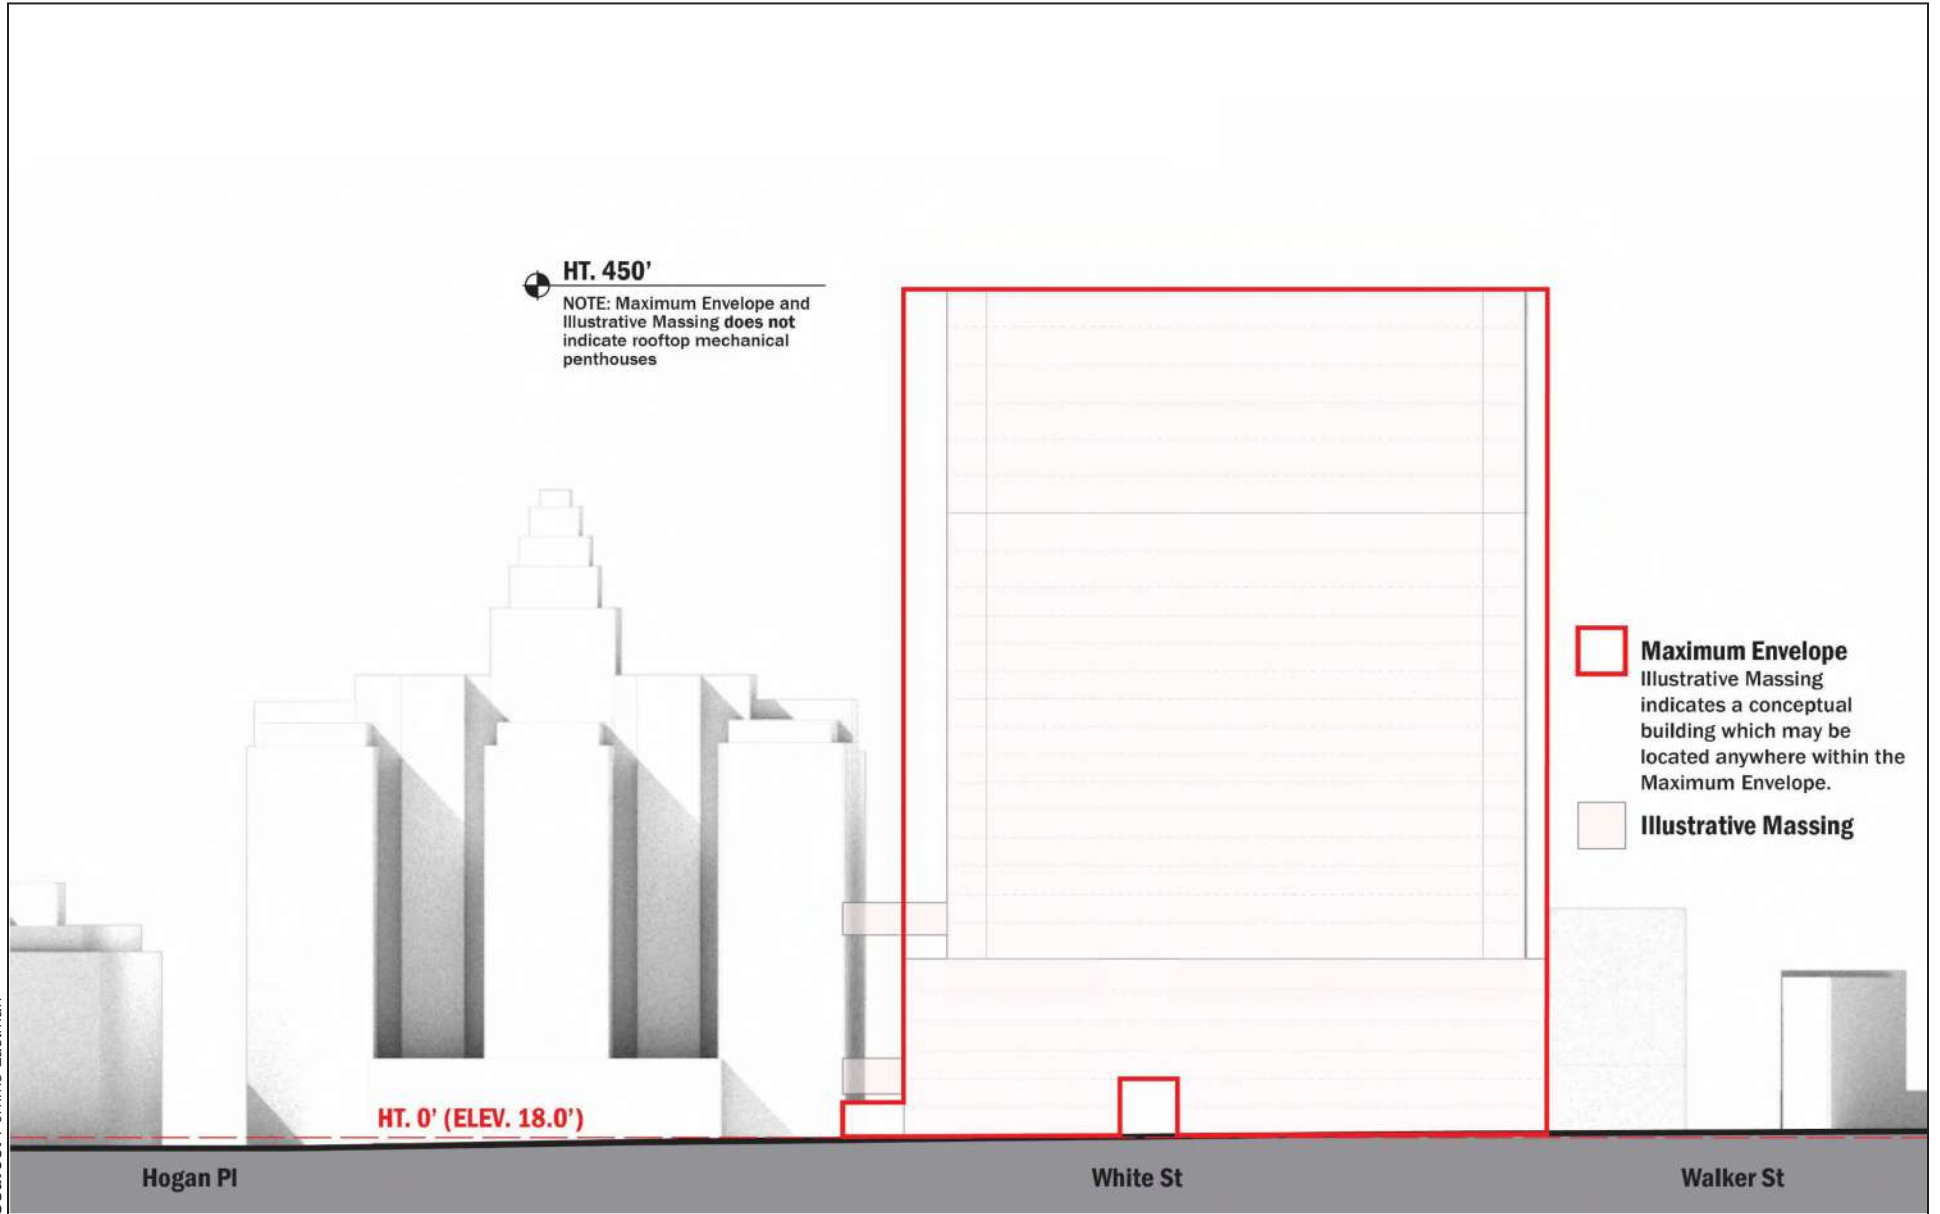 HT. 450’
NOTE: Maximum Envelope and
Illustrative Massing does not
indicate rooftop mechanical
penthouses
Maximum Envelope
Illustrative Massing
indicates a conceptual
building which may be
located anywhere within the
Maximum Envelope.
Illustrative Massing
HT. 0’ (ELEV. 18.0’)
Hogan Pl
White St
Walker St